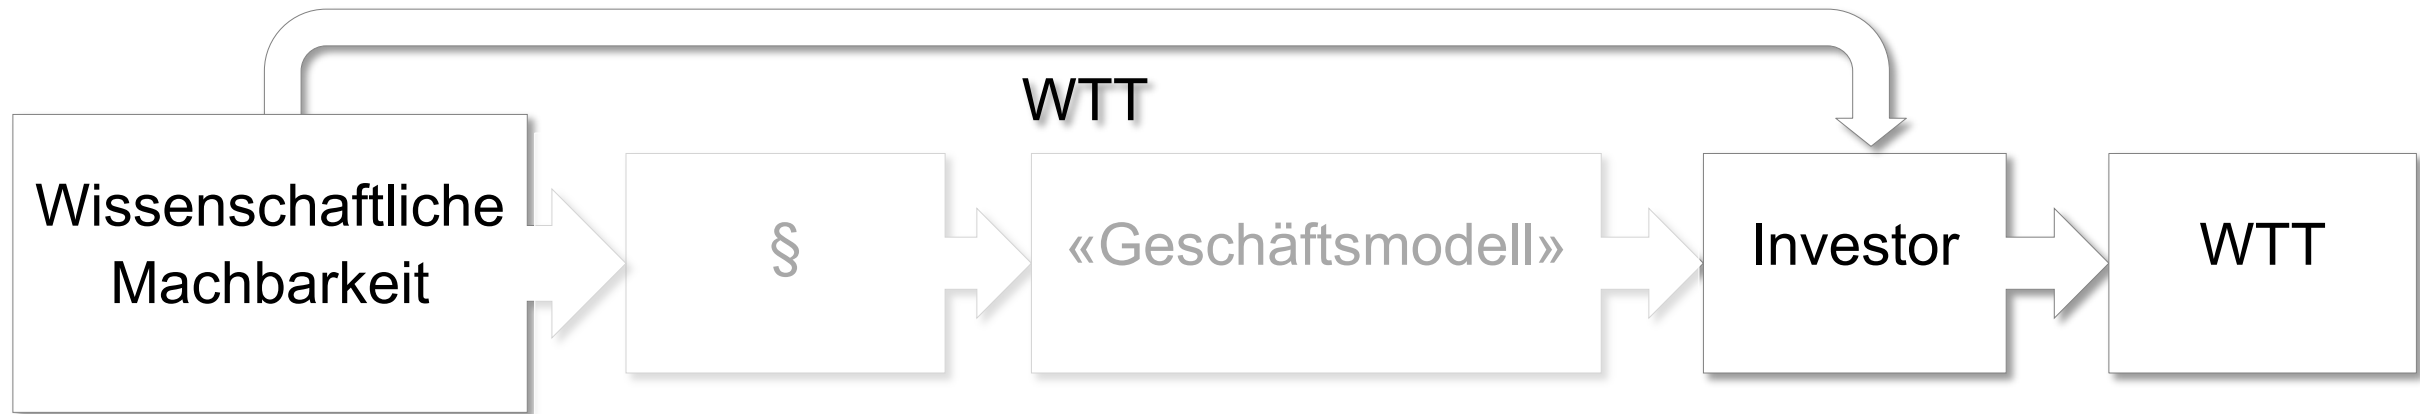 WTT
Wissenschaftliche
Machbarkeit
§
«Geschäftsmodell»
Investor
WTT